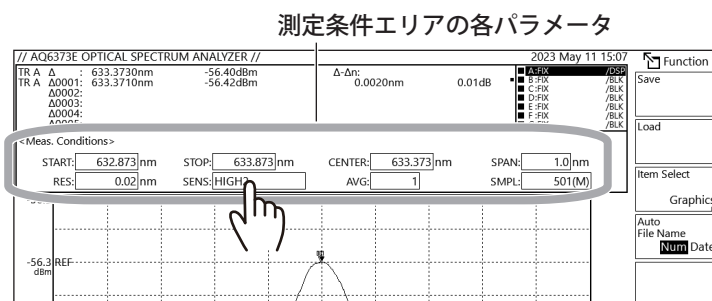 測定条件エリアの各パラメータ
// AQ6373E OPTICAL SPECTRUM ANALYZER // 2023 May 11 15:07
TR A Δ : 633.3730nm -56.40dBm Δ-Δn:
TR A Δ0001: 633.3710nm -56.42dBm 0.0020nm 0.01dB
Δ0002:
Δ0003:
Δ0004:
A:FIX /DSP
B:FIX /BLK
C:FIX /BLK
D:FIX /BLK
E:FIX /BLK
F:FIX /BLK
<Meas. Conditions>
START: 632.873 nm STOP: 633.873 nm CENTER: 633.373 nm SPAN: 1.0 nm
RES: 0.02 nm SENS: HIGH2 AVG: 1 SMPL: 501(M)
-56.3 REF
dBm
Function
Save
Load
Item Select
Graphics
Auto
File Name
Num Date